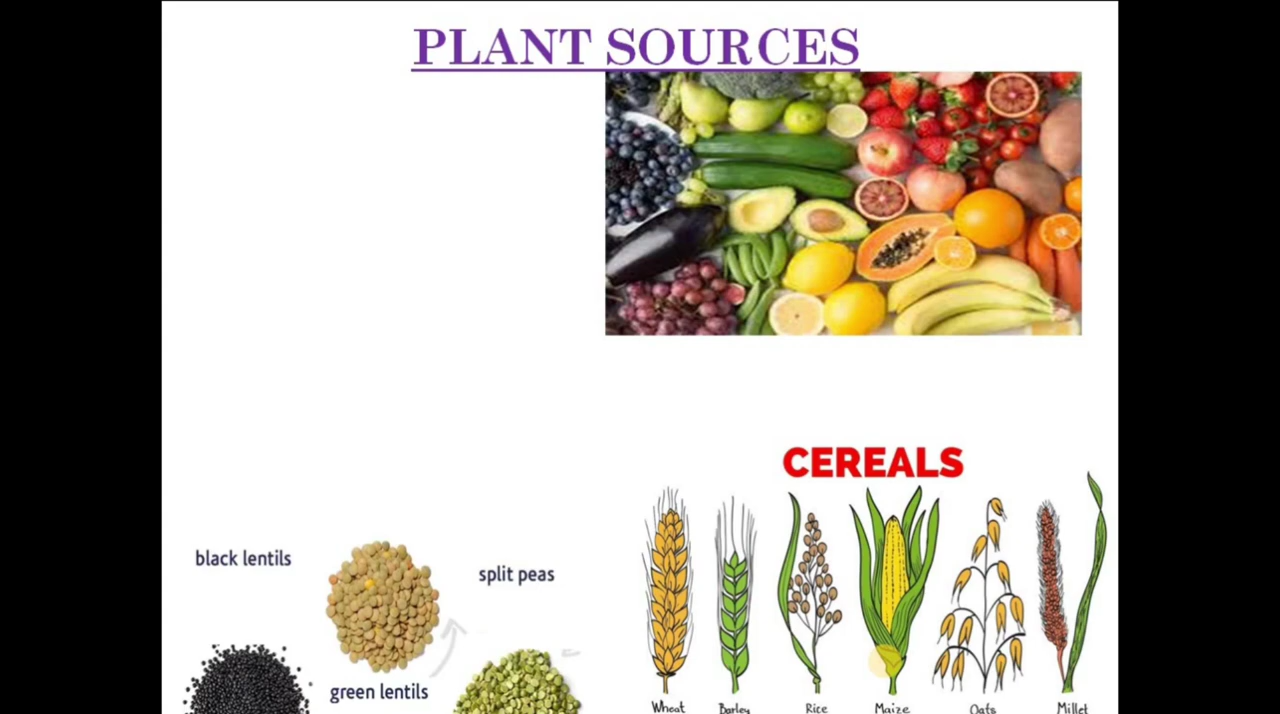 PLANT SOURCES
CEREALS
black lentils
split peas
green lentils
Wheat Barley Rice Maize Oats Millet